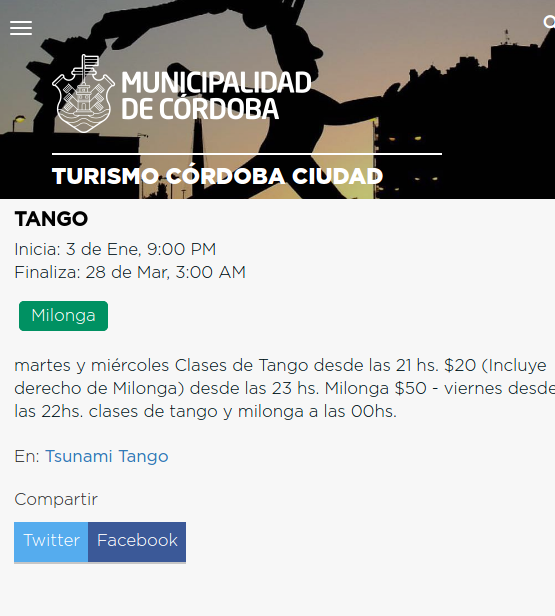 MUNICIPALIDAD
DE CÓRDOBA
TURISMO CÓRDOBA CIUDAD
TANGO
Inicia: 3 de Ene, 9:00 PM
Finaliza: 28 de Mar, 3:00 AM
Milonga
martes y miércoles Clases de Tango desde las 21 hs. $20 (Incluye
derecho de Milonga) desde las 23 hs. Milonga $50 - viernes desde
las 22hs. clases de tango y milonga a las 00hs.
En: Tsunami Tango
Compartir
Twitter Facebook